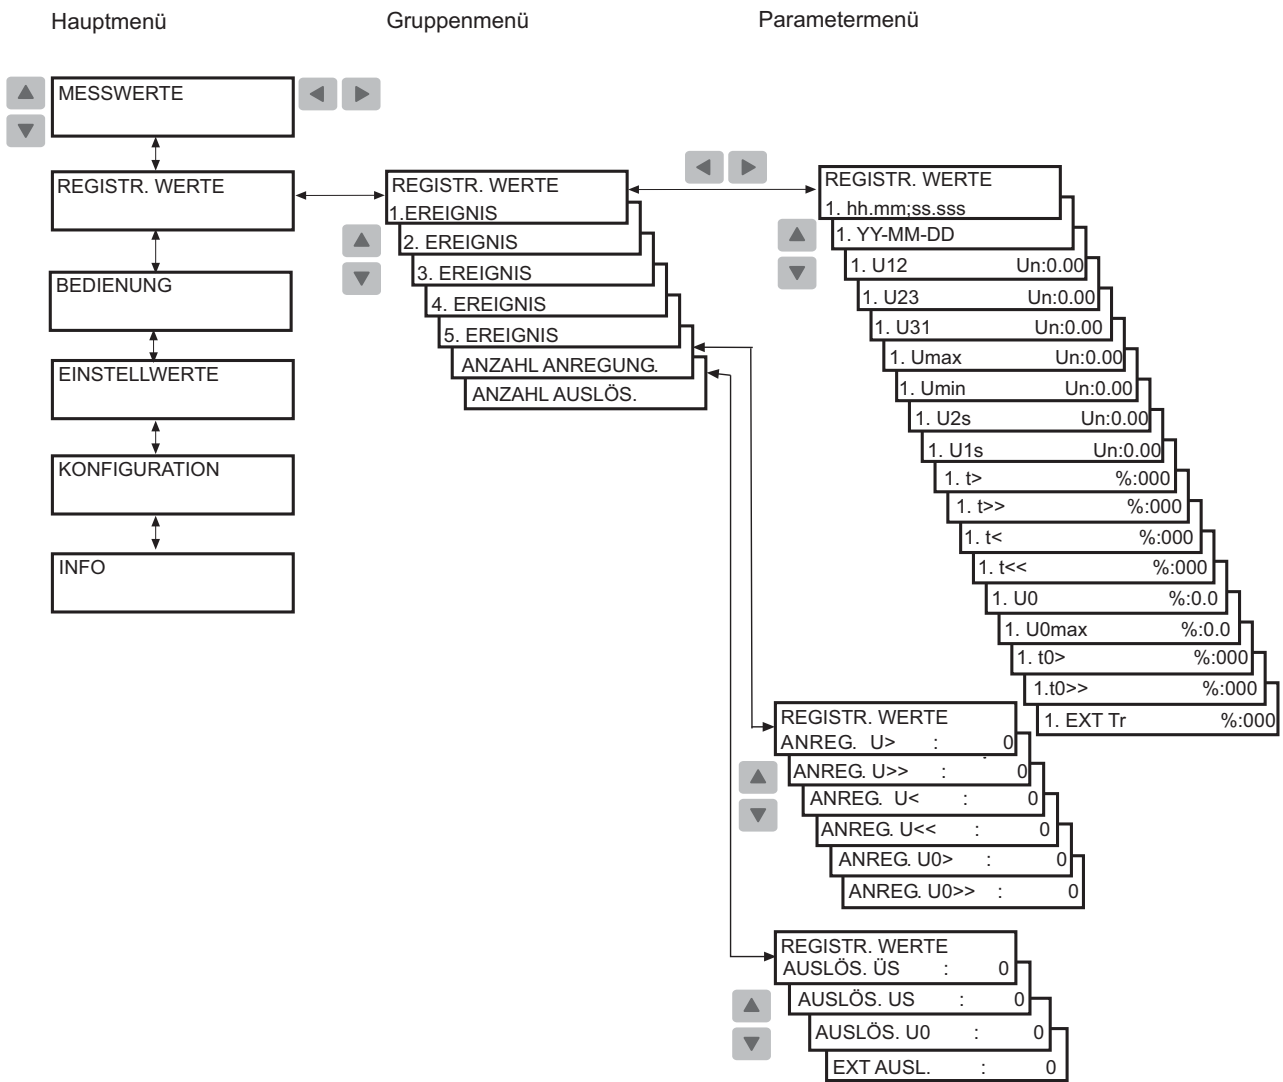 Hauptmenü
Gruppenmenü
Parametermenü
MESSWERTE
REGISTR. WERTE
BEDIENUNG
EINSTELLWERTE
KONFIGURATION
INFO
REGISTR. WERTE
1.EREIGNIS
2. EREIGNIS
3. EREIGNIS
4. EREIGNIS
5. EREIGNIS
ANZAHL ANREGUNG.
ANZAHL AUSLÖS.
REGISTR. WERTE
1. hh.mm;ss.sss
1. YY-MM-DD
1. U12 Un:0.00
1. U23 Un:0.00
1. U31 Un:0.00
1. Umax Un:0.00
1. Umin Un:0.00
1. U2s Un:0.00
1. U1s Un:0.00
1. t> %:000
1. t>> %:000
1. t< %:000
1. t<< %:000
1. U0 %:0.0
1. U0max %:0.0
1. t0> %:000
1.t0>> %:000
1. EXT Tr %:000
REGISTR. WERTE
ANREG. U> : 0
ANREG. U>> : 0
ANREG. U< : 0
ANREG. U<< : 0
ANREG. U0> : 0
ANREG. U0>> : 0
REGISTR. WERTE
AUSLÖS. ÜS : 0
AUSLÖS. US : 0
AUSLÖS. U0 : 0
EXT AUSL. : 0